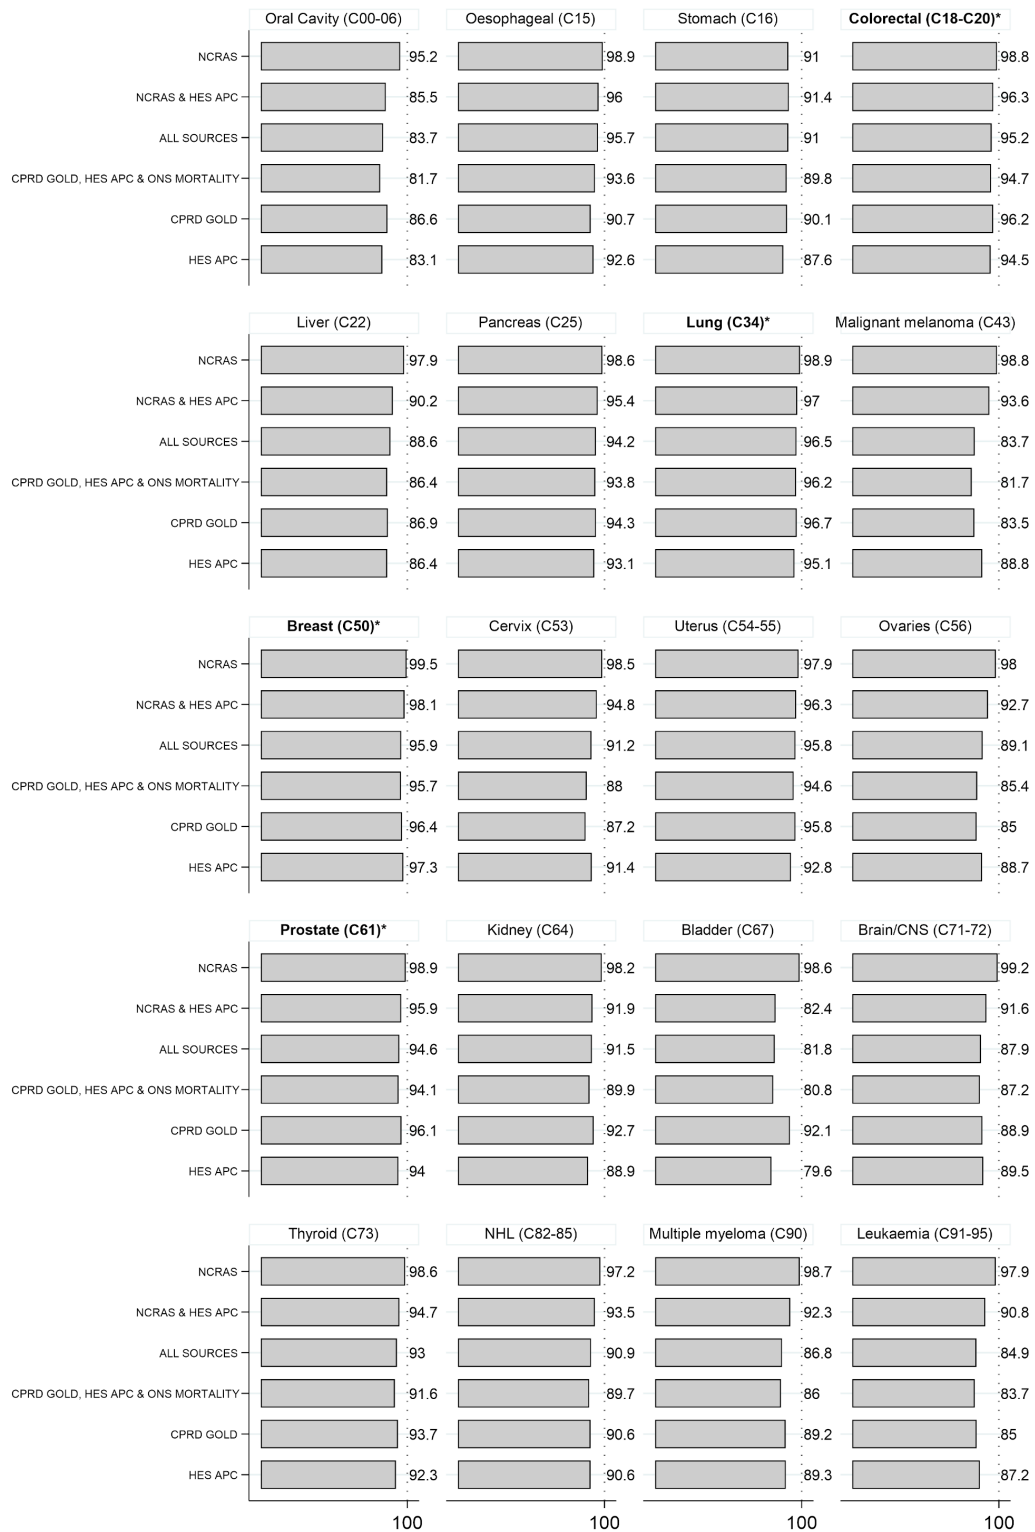 Oral Cavity (C00-06) Oesophageal (C15) Stomach (C16) Colorectal (C18-C20)*
NCRAS 95.2 98.9 91 98.8
NCRAS & HES APC 85.5 96 91.4 96.3
ALL SOURCES 83.7 95.7 91 95.2
CPRD GOLD, HES APC & ONS MORTALITY 81.7 93.6 89.8 94.7
CPRD GOLD 86.6 90.7 90.1 96.2
HES APC 83.1 92.6 87.6 94.5
Liver (C22) Pancreas (C25) Lung (C34)* Malignant melanoma (C43)
NCRAS 97.9 98.6 98.9 98.8
NCRAS & HES APC 90.2 95.4 97 93.6
ALL SOURCES 88.6 94.2 96.5 83.7
CPRD GOLD, HES APC & ONS MORTALITY 86.4 93.8 96.2 81.7
CPRD GOLD 86.9 94.3 96.7 83.5
HES APC 86.4 93.1 95.1 88.8
Breast (C50)* Cervix (C53) Uterus (C54-55) Ovaries (C56)
NCRAS 99.5 98.5 97.9 98
NCRAS & HES APC 98.1 94.8 96.3 92.7
ALL SOURCES 95.9 91.2 95.8 89.1
CPRD GOLD, HES APC & ONS MORTALITY 95.7 88 94.6 85.4
CPRD GOLD 96.4 87.2 95.8 85
HES APC 97.3 91.4 92.8 88.7
Prostate (C61)* Kidney (C64) Bladder (C67) Brain/CNS (C71-72)
NCRAS 98.9 98.2 98.6 99.2
NCRAS & HES APC 95.9 91.9 82.4 91.6
ALL SOURCES 94.6 91.5 81.8 87.9
CPRD GOLD, HES APC & ONS MORTALITY 94.1 89.9 80.8 87.2
CPRD GOLD 96.1 92.7 92.1 88.9
HES APC 94 88.9 79.6 89.5
Thyroid (C73) NHL (C82-85) Multiple myeloma (C90) Leukaemia (C91-95)
NCRAS 98.6 97.2 98.7 97.9
NCRAS & HES APC 94.7 93.5 92.3 90.8
ALL SOURCES 93 90.9 86.8 84.9
CPRD GOLD, HES APC & ONS MORTALITY 91.6 89.7 86 83.7
CPRD GOLD 93.7 90.6 89.2 85
HES APC 92.3 90.6 89.3 87.2
100 100 100 100